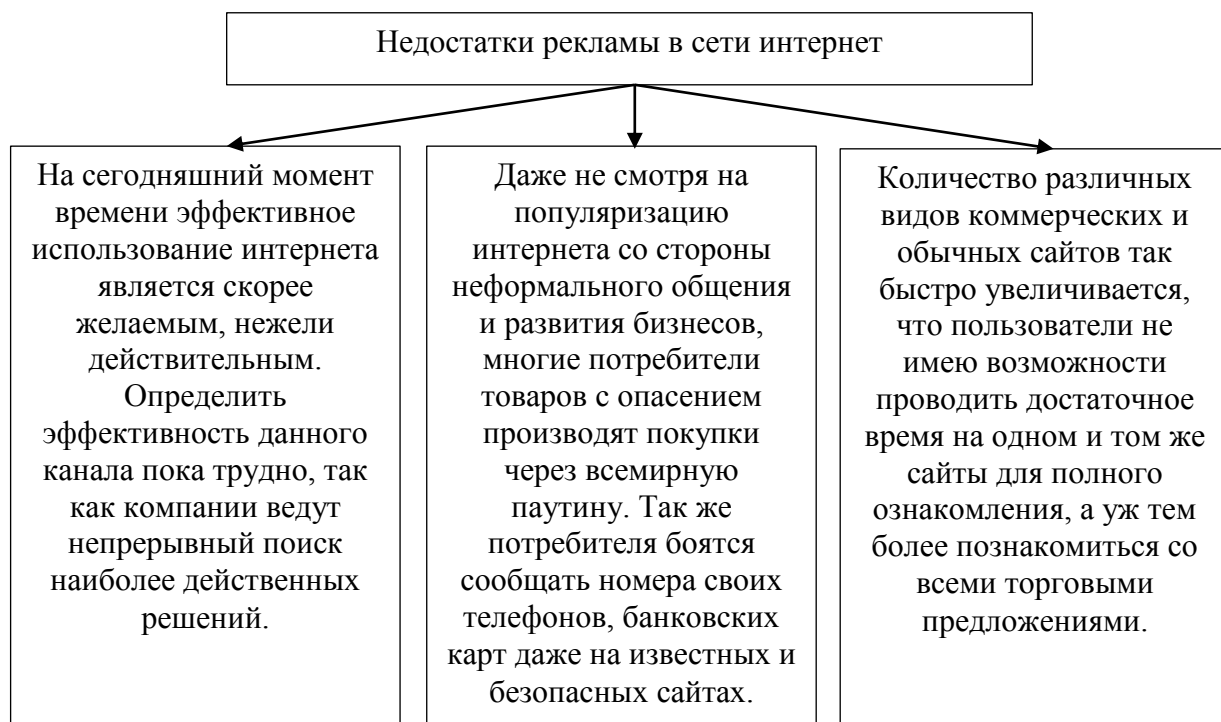 Недостатки рекламы в сети интернет
На сегодняшний момент
времени эффективное
использование интернета
является скорее
желаемым, нежели
действительным.
Определить
эффективность данного
канала пока трудно, так
как компании ведут
непрерывный поиск
наиболее действенных
решений.
Даже не смотря на
популяризацию
интернета со стороны
неформального общения
и развития бизнесов,
многие потребители
товаров с опасением
производят покупки
через всемирную
паутину. Так же
потребителя боятся
сообщать номера своих
телефонов, банковских
карт даже на известных и
безопасных сайтах.
Количество различных
видов коммерческих и
обычных сайтов так
быстро увеличивается,
что пользователи не
имею возможности
проводить достаточное
время на одном и том же
сайты для полного
ознакомления, а уж тем
более познакомиться со
всеми торговыми
предложениями.